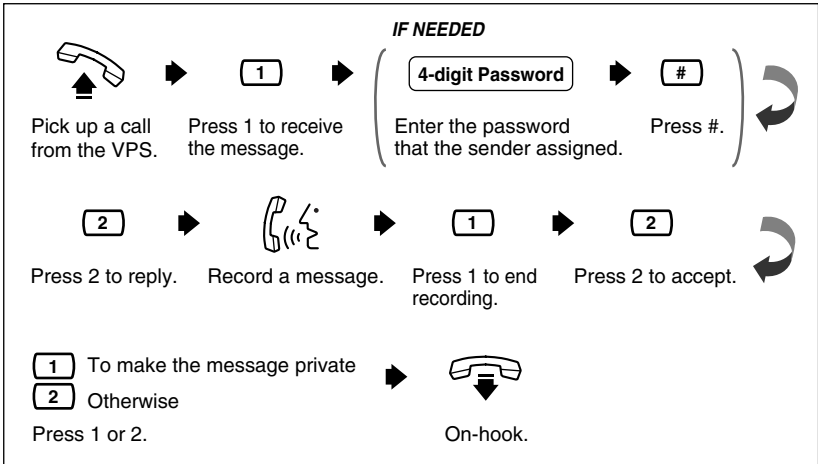 IF NEEDED
1
4-digit Password
#
Pick up a call
from the VPS.
Press 1 to receive
the message.
Enter the password
that the sender assigned.
Press #.
2
1
2
Press 2 to reply.
Record a message.
Press 1 to end
recording.
Press 2 to accept.
1 To make the message private
2 Otherwise
Press 1 or 2.
On-hook.